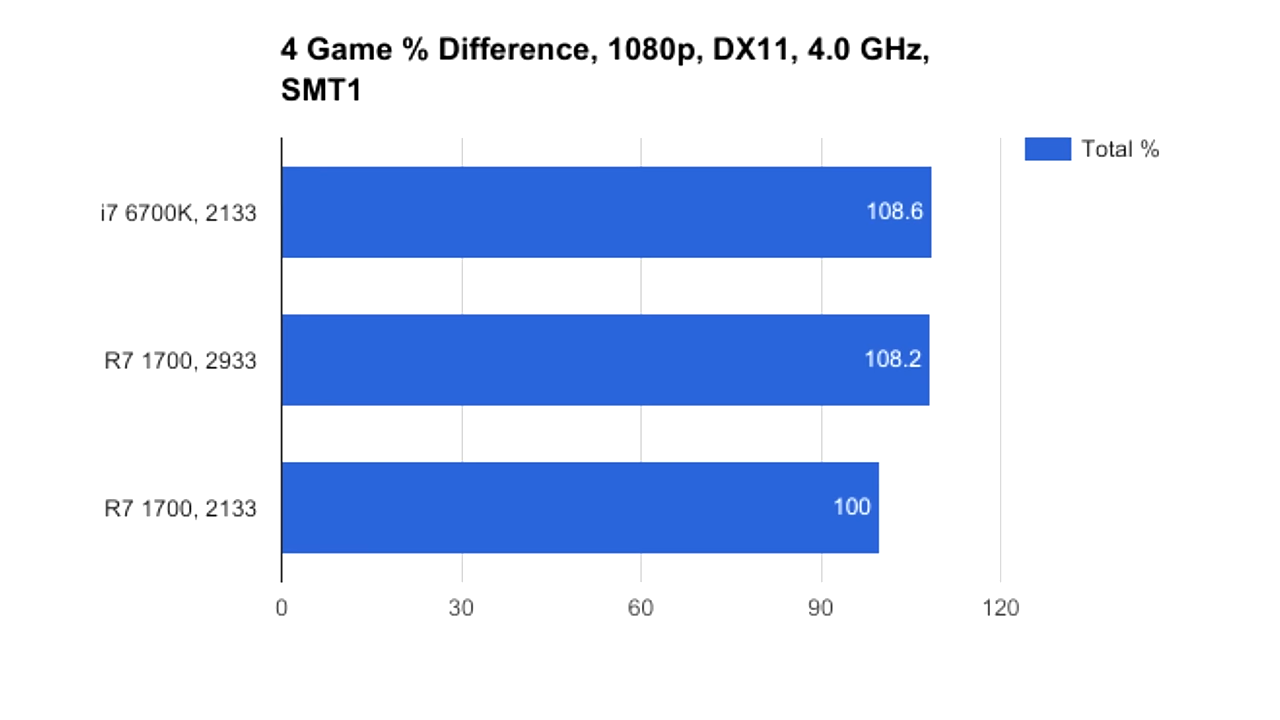 4 Game % Difference, 1080p, DX11, 4.0 GHz,
SMT1
Total %
i7 6700K, 2133
108.6
R7 1700, 2933
108.2
R7 1700, 2133
100
0 30 60 90 120